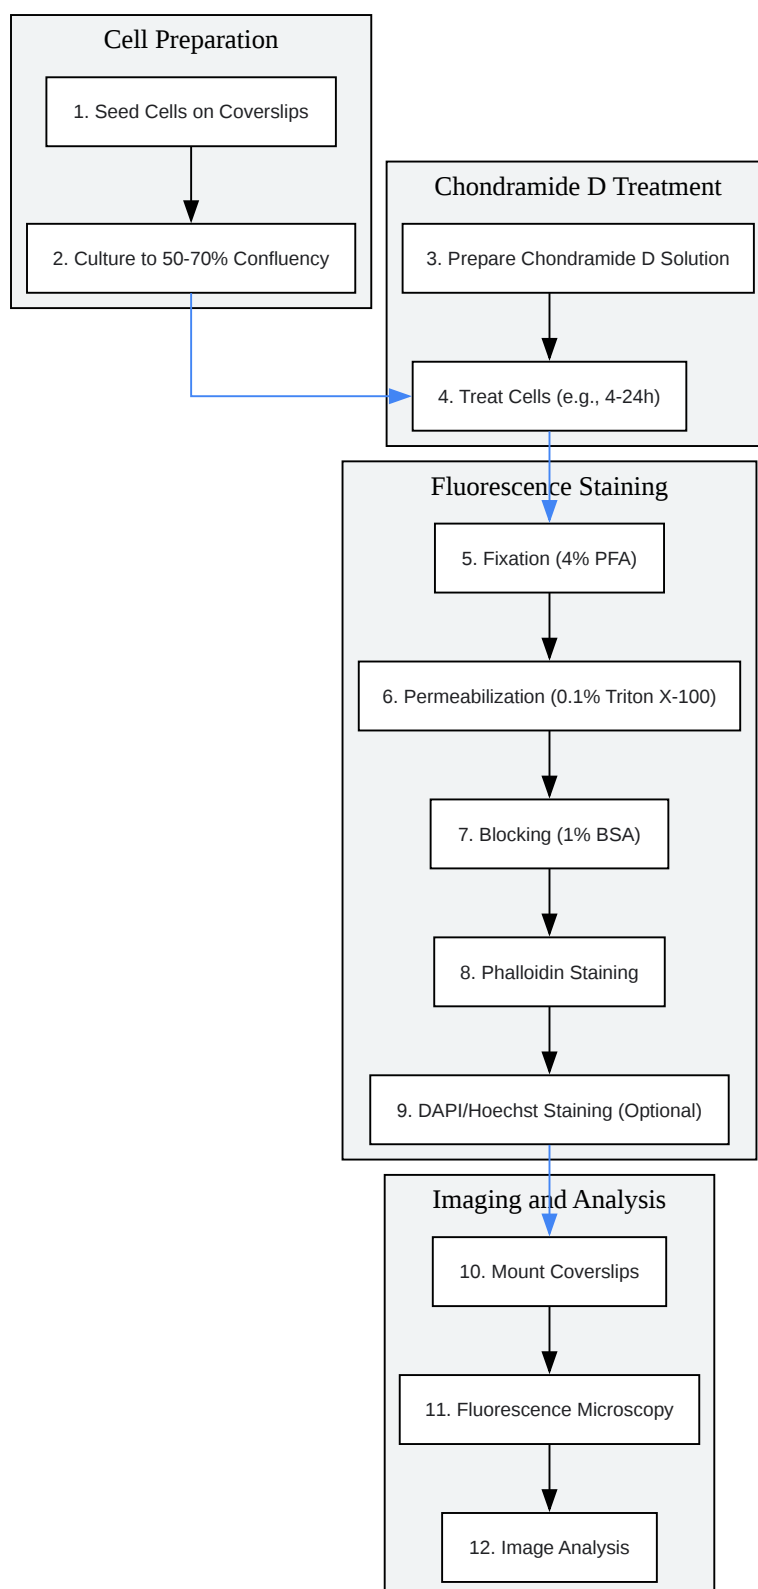 Cell Preparation
1. Seed Cells on Coverslips
2. Culture to 50-70% Confluency
Chondramide D Treatment
3. Prepare Chondramide D Solution
4. Treat Cells (e.g., 4-24h)
Fluorescence Staining
5. Fixation (4% PFA)
6. Permeabilization (0.1% Triton X-100)
7. Blocking (1% BSA)
8. Phalloidin Staining
9. DAPI/Hoechst Staining (Optional)
Imaging and Analysis
10. Mount Coverslips
11. Fluorescence Microscopy
12. Image Analysis